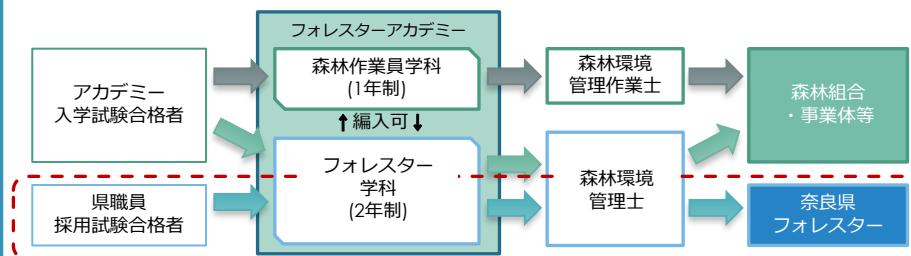 フォレスターアカデミー
アカデミー
入学試験合格者
森林作業員学科
(1年制)
森林環境
管理作業士
森林組合
・事業体等
↑編入可↓
県職員
採用試験合格者
フォレスター
学科
(2年制)
森林環境
管理士
奈良県
フォレスター